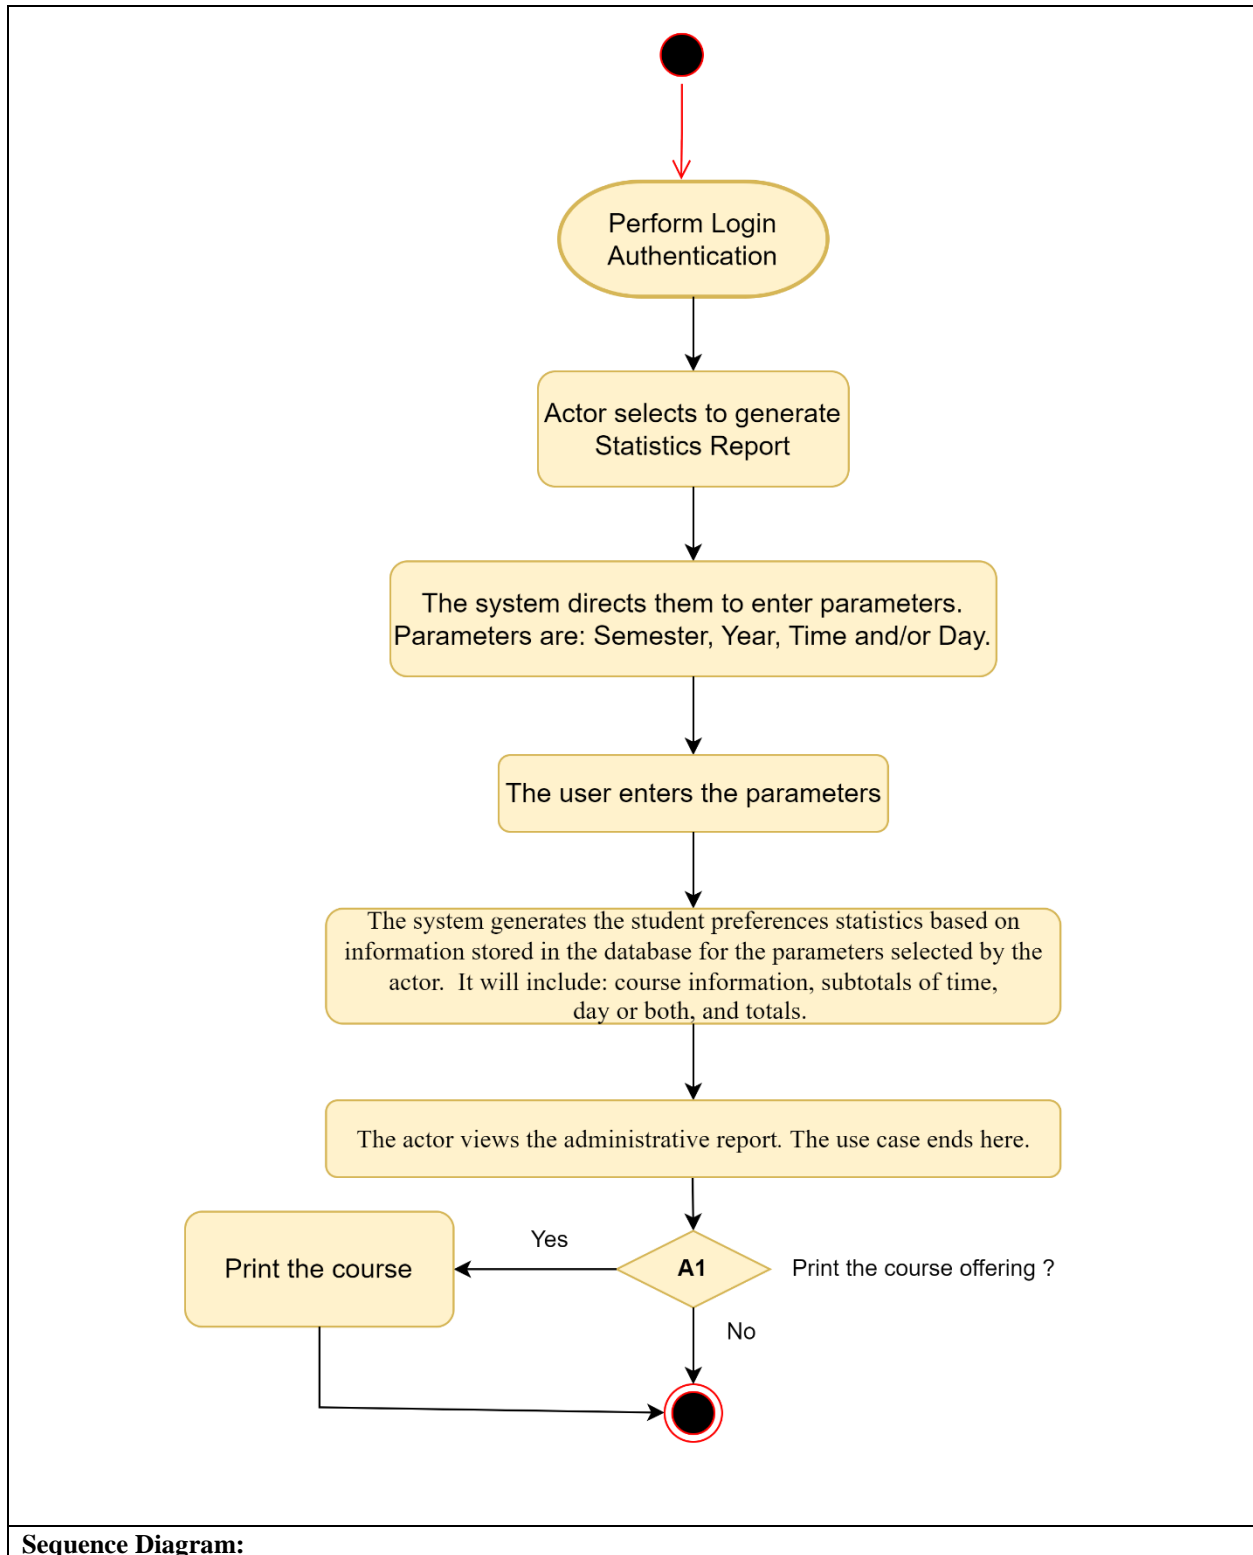 Perform Login
Authentication
Actor selects to generate
Statistics Report
The system directs them to enter parameters.
Parameters are: Semester, Year, Time and/or Day.
The user enters the parameters
The system generates the student preferences statistics based on
information stored in the database for the parameters selected by the
actor.  It will include: course information, subtotals of time,
day or both, and totals.
The actor views the administrative report. The use case ends here.
Yes
Print the course
A1
Print the course offering ?
No
Sequence Diagram: